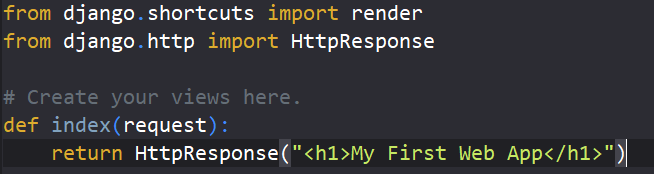 from django.shortcuts import render
from django.http import HttpResponse
# Create your views here.
def index(request):
    return HttpResponse("<h1>My First Web App</h1>")